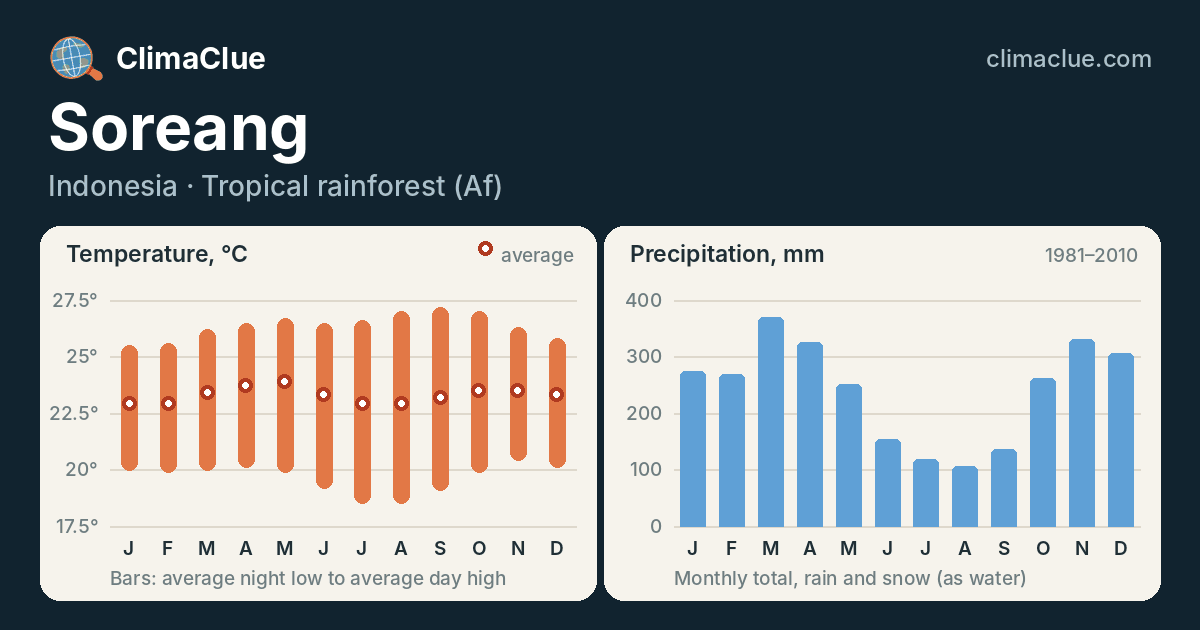 ClimaClue
climaclue.com
Soreang
Indonesia · Tropical rainforest (Af)
Temperature, °C
average
27.5°
25°
22.5°
20°
17.5°
J F M A M J J A S O N D
Bars: average night low to average day high
Precipitation, mm
1981–2010
400
300
200
100
0
J F M A M J J A S O N D
Monthly total, rain and snow (as water)